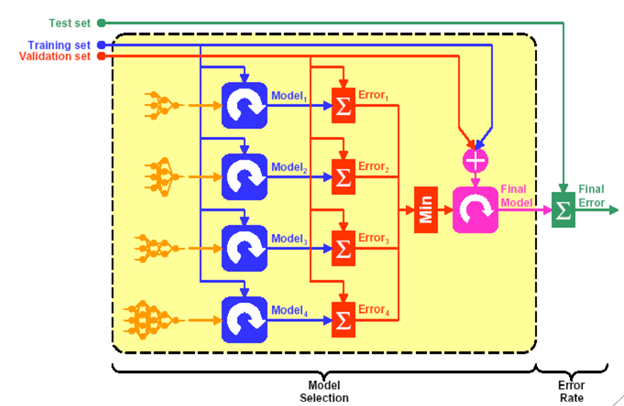 Test set
Training set
Validation set
Model₁
Error₁
Σ
Model₂
Error₂
Σ
Final
Model
Final
Error
Min
Σ
Model₃
Error₃
Σ
Model₄
Error₄
Σ
Model
Selection
Error
Rate